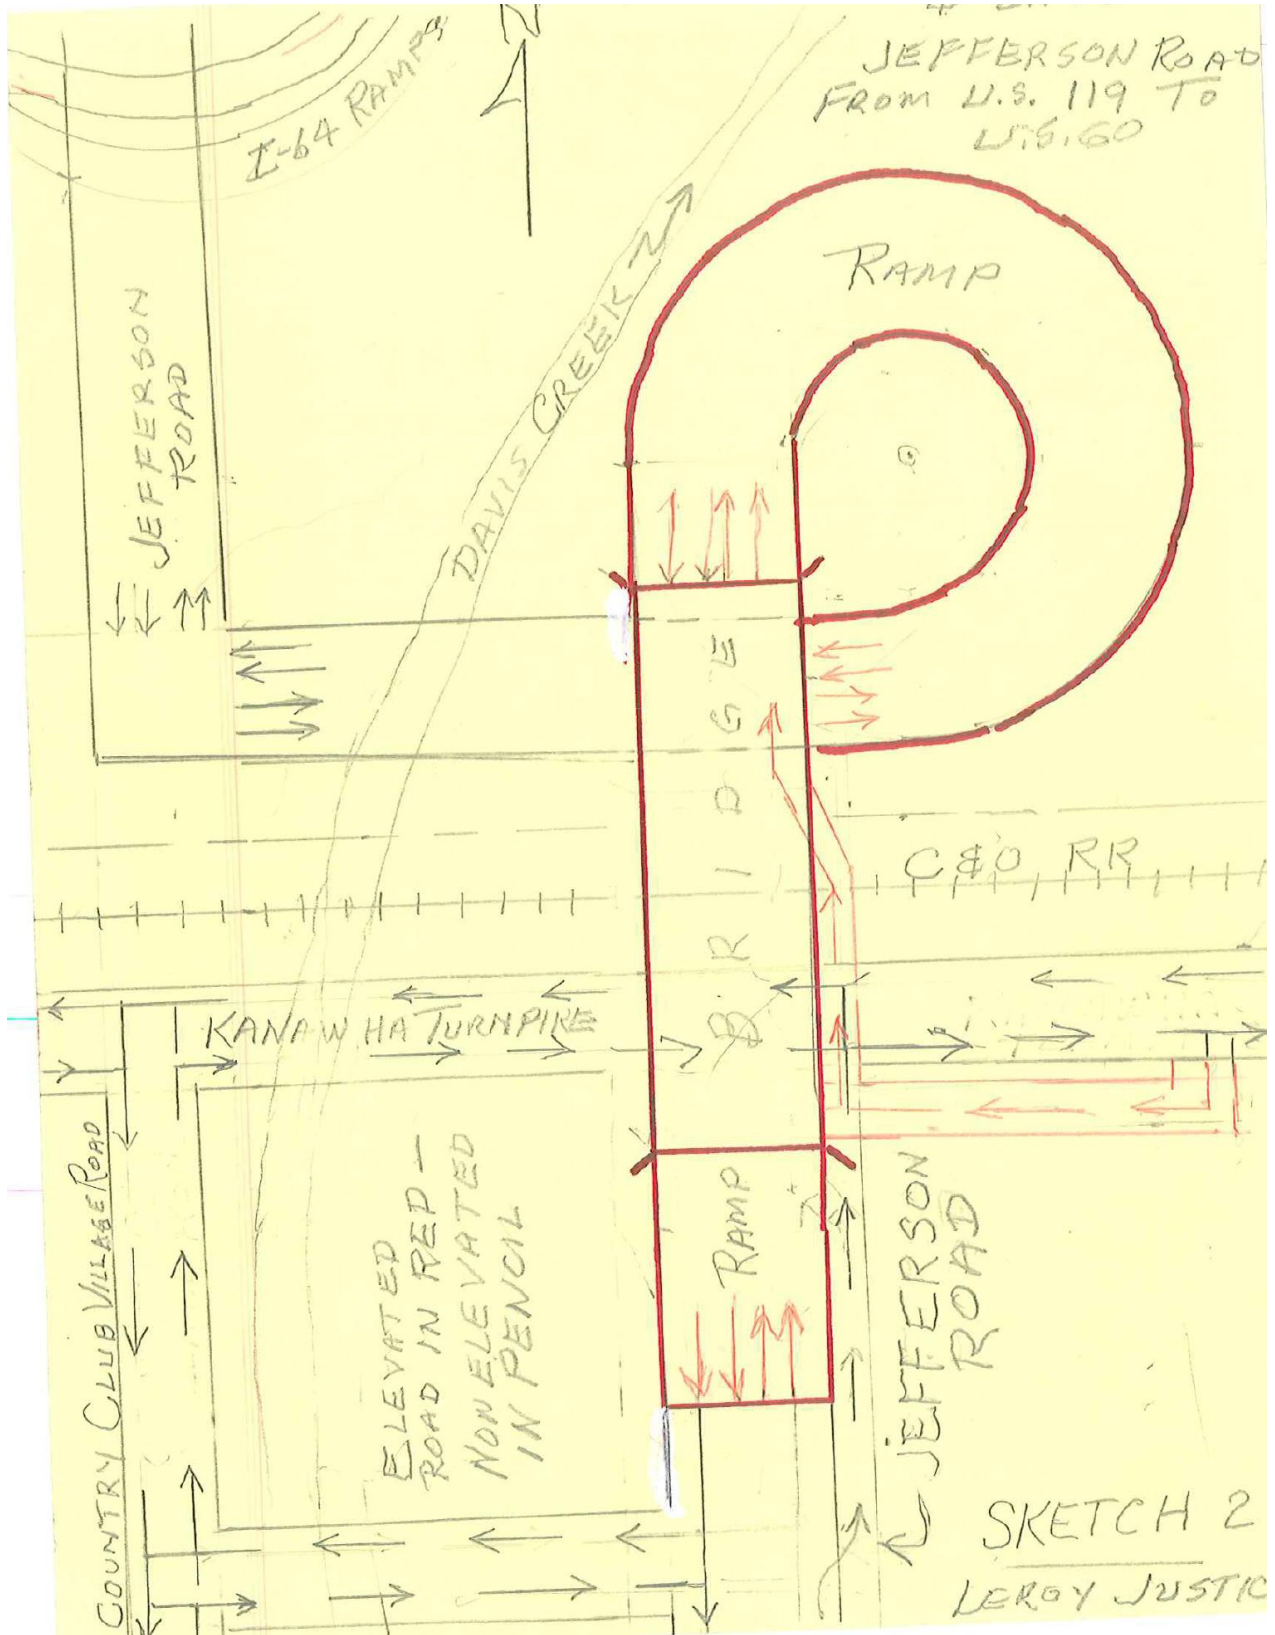 JEFFERSON ROAD
FROM U.S. 119 TO
U.S. 60
N
I-64 RAMPS
RAMP
JEFFERSON
ROAD
DAVIS CREEK
BRIDGE
C&O RR
KANAWHA TURNPIKE
COUNTRY CLUB VILLAGE ROAD
ELEVATED
ROAD IN RED -
NON ELEVATED
IN PENCIL
RAMP
JEFFERSON
ROAD
SKETCH 2
LEROY JUSTIC